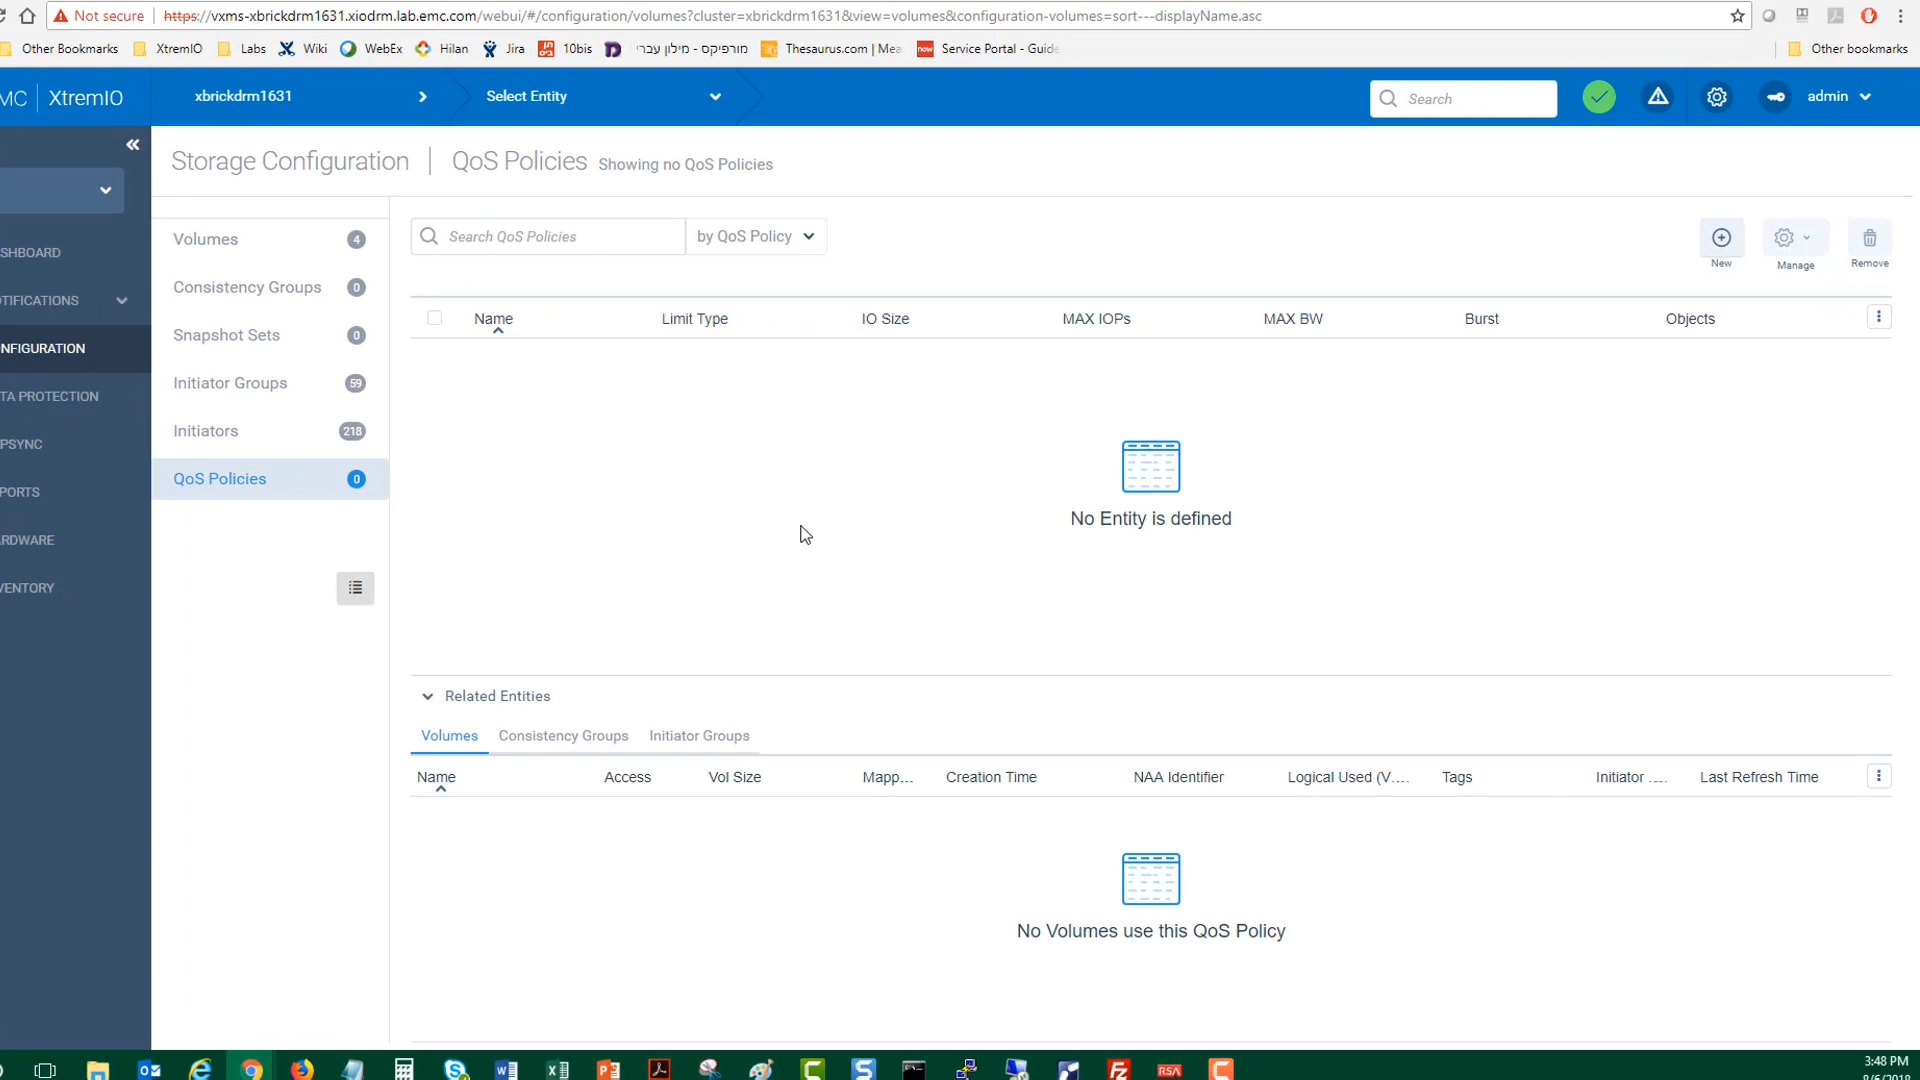 Not secure https://vxms-xbrickdrm1631.xiodrm.lab.emc.com/webui/#/configuration/volumes?cluster=xbrickdrm1631&view=volumes&configuration-volumes=sort---displayName.asc
Other Bookmarks XtremIO Labs Wiki WebEx Hilan Jira 10bis מורפיקס - מילון עברי Thesaurus.com | Mea Service Portal - Guide Other bookmarks
MC XtremIO xbrickdrm1631 Select Entity Search admin
Storage Configuration QoS Policies Showing no QoS Policies
SHBOARD
TIFICATIONS
NFIGURATION
TA PROTECTION
PSYNC
PORTS
RDWARE
VENTORY
Volumes 4
Consistency Groups 0
Snapshot Sets 0
Initiator Groups 59
Initiators 218
QoS Policies 0
Search QoS Policies by QoS Policy
New Manage Remove
Name Limit Type IO Size MAX IOPs MAX BW Burst Objects
No Entity is defined
Related Entities
Volumes Consistency Groups Initiator Groups
Name Access Vol Size Mapp... Creation Time NAA Identifier Logical Used (V.... Tags Initiator .... Last Refresh Time
No Volumes use this QoS Policy
RSA
3:48 PM
8/6/2018